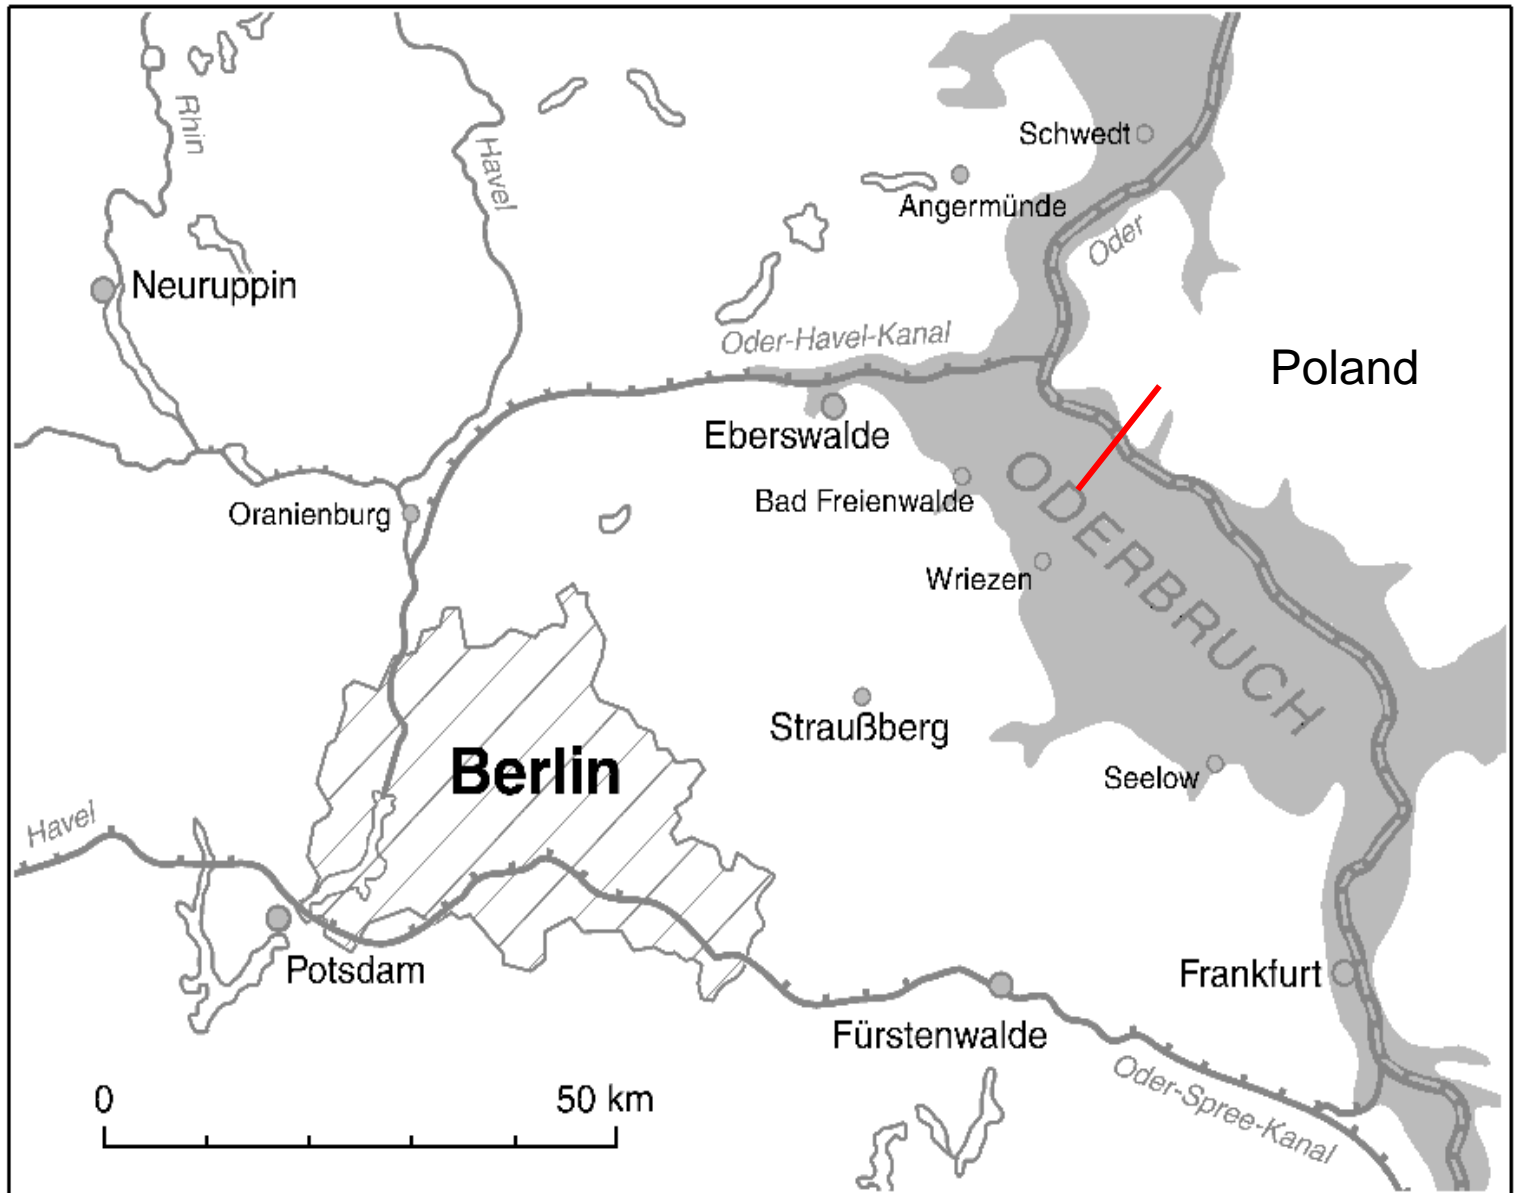 Rhin
Havel
Schwedt
Angermünde
Oder
Neuruppin
Oder-Havel-Kanal
Poland
Eberswalde
Bad Freienwalde
ODERBRUCH
Oranienburg
Wriezen
Straußberg
Berlin
Seelow
Havel
Potsdam
Frankfurt
Fürstenwalde
Oder-Spree-Kanal
0 50 km